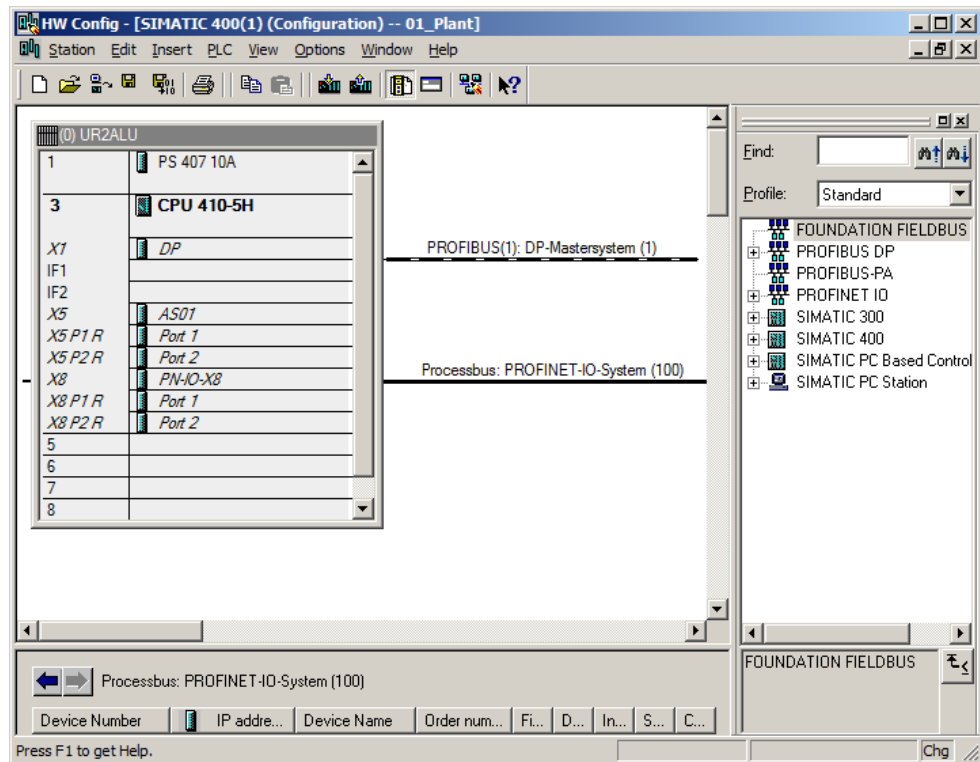 HW Config - [SIMATIC 400(1) (Configuration) -- 01_Plant]
Station Edit Insert PLC View Options Window Help
(0) UR2ALU
1 PS 407 10A
3 CPU 410-5H
X1 DP
IF1
IF2
X5 AS01
X5 P1 R Port 1
X5 P2 R Port 2
X8 PN-IO-X8
X8 P1 R Port 1
X8 P2 R Port 2
5
6
7
8
PROFIBUS(1): DP-Mastersystem (1)
Processbus: PROFINET-IO-System (100)
Find:
Profile: Standard
FOUNDATION FIELDBUS
PROFIBUS DP
PROFIBUS-PA
PROFINET IO
SIMATIC 300
SIMATIC 400
SIMATIC PC Based Control
SIMATIC PC Station
FOUNDATION FIELDBUS
Processbus: PROFINET-IO-System (100)
Device Number IP addre... Device Name Order num... Fi... D... In... S... C...
Press F1 to get Help. Chg